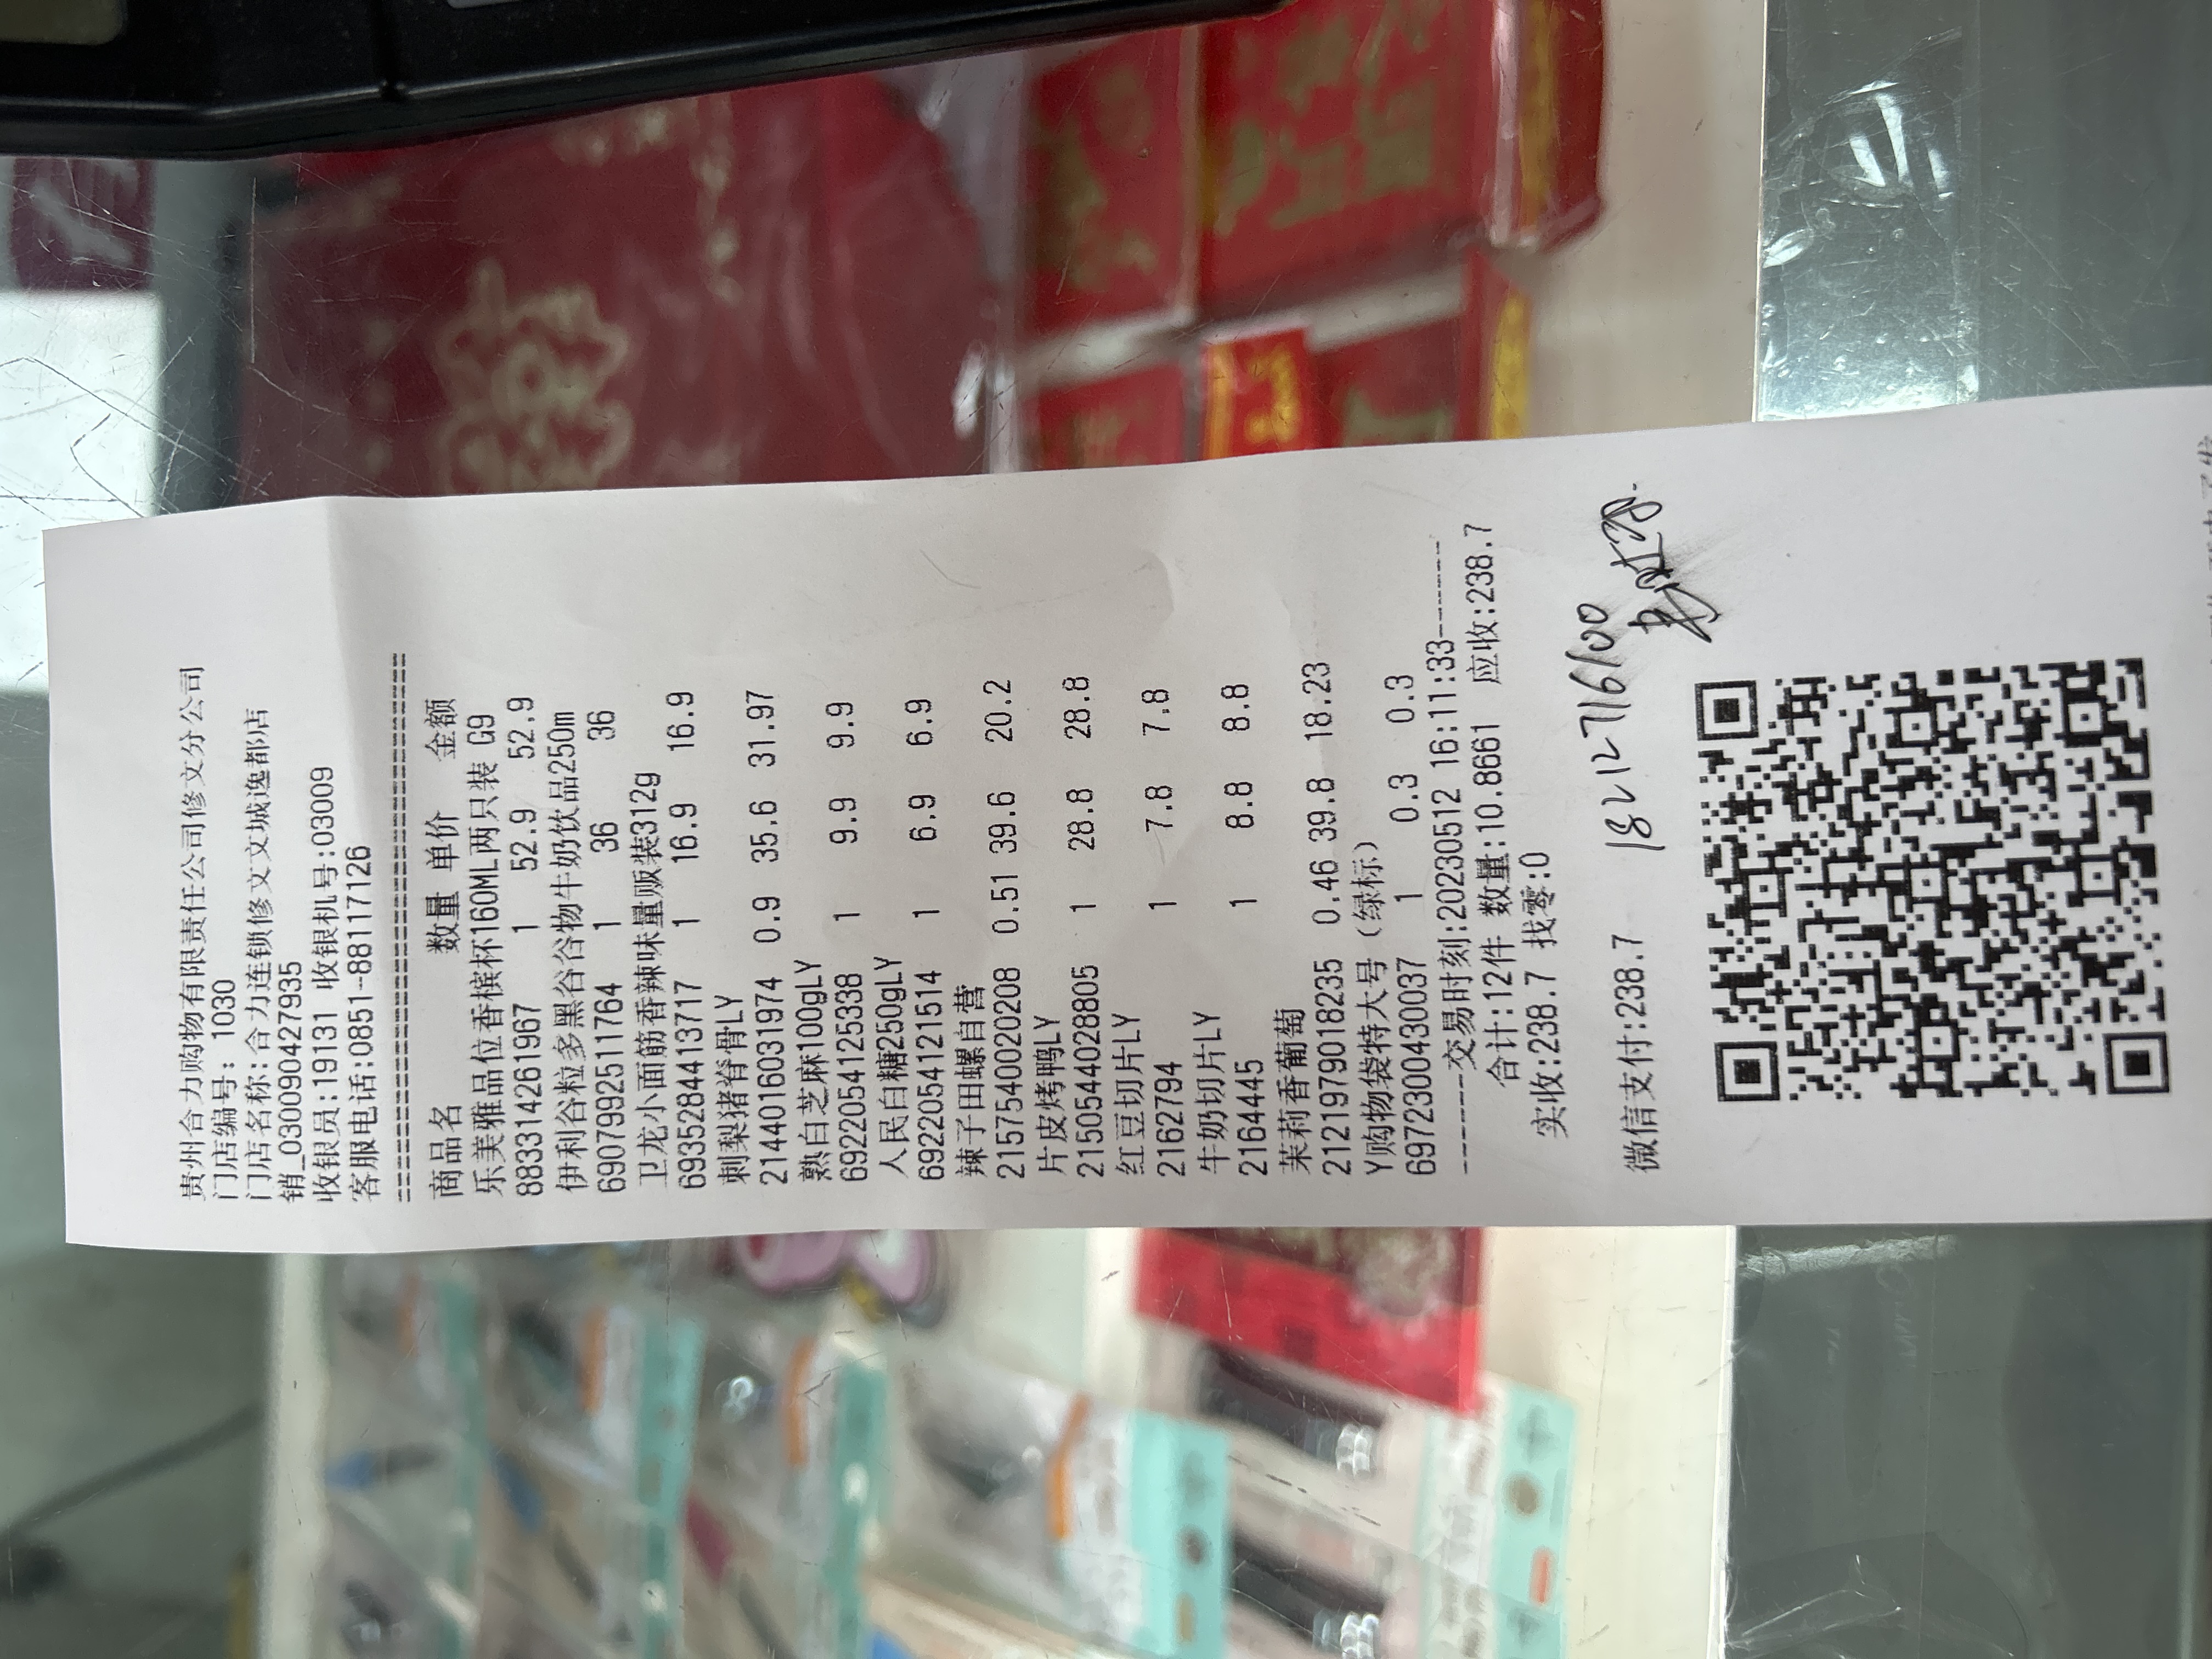 贵州合力购物有限责任公司修文分公司
门店编号: 1030
门店名称:合力连锁修文文城逸都店
销_030090427935
收银员:19131 收银机号:03009
客服电话:0851-88117126
商品名 数量 单价 金额
乐美雅品位香槟杯160ML两只装 G9
883314261967 1 52.9 52.9
伊利谷粒多黑谷谷物牛奶饮品250m
6907992511764 1 36 36
卫龙小面筋香辣味量贩装312g
6935284413717 1 16.9 16.9
刺梨猪脊骨LY
2144016031974 0.9 35.6 31.97
熟白芝麻100gLY
6922054125338 1 9.9 9.9
人民白糖250gLY
6922054121514 1 6.9 6.9
辣子田螺自营
2157540020208 0.51 39.6 20.2
片皮烤鸭LY
2150544028805 1 28.8 28.8
红豆切片LY
2162794 1 7.8 7.8
牛奶切片LY
2164445 1 8.8 8.8
茉莉香葡萄
2121979018235 0.46 39.8 18.23
Y购物袋特大号（绿标）
6972300430037 1 0.3 0.3
-------交易时刻:20230512 16:11:33-------
合计:12件 数量:10.8661 应收:238.7
实收:238.7 找零:0
微信支付:238.7
18212716100